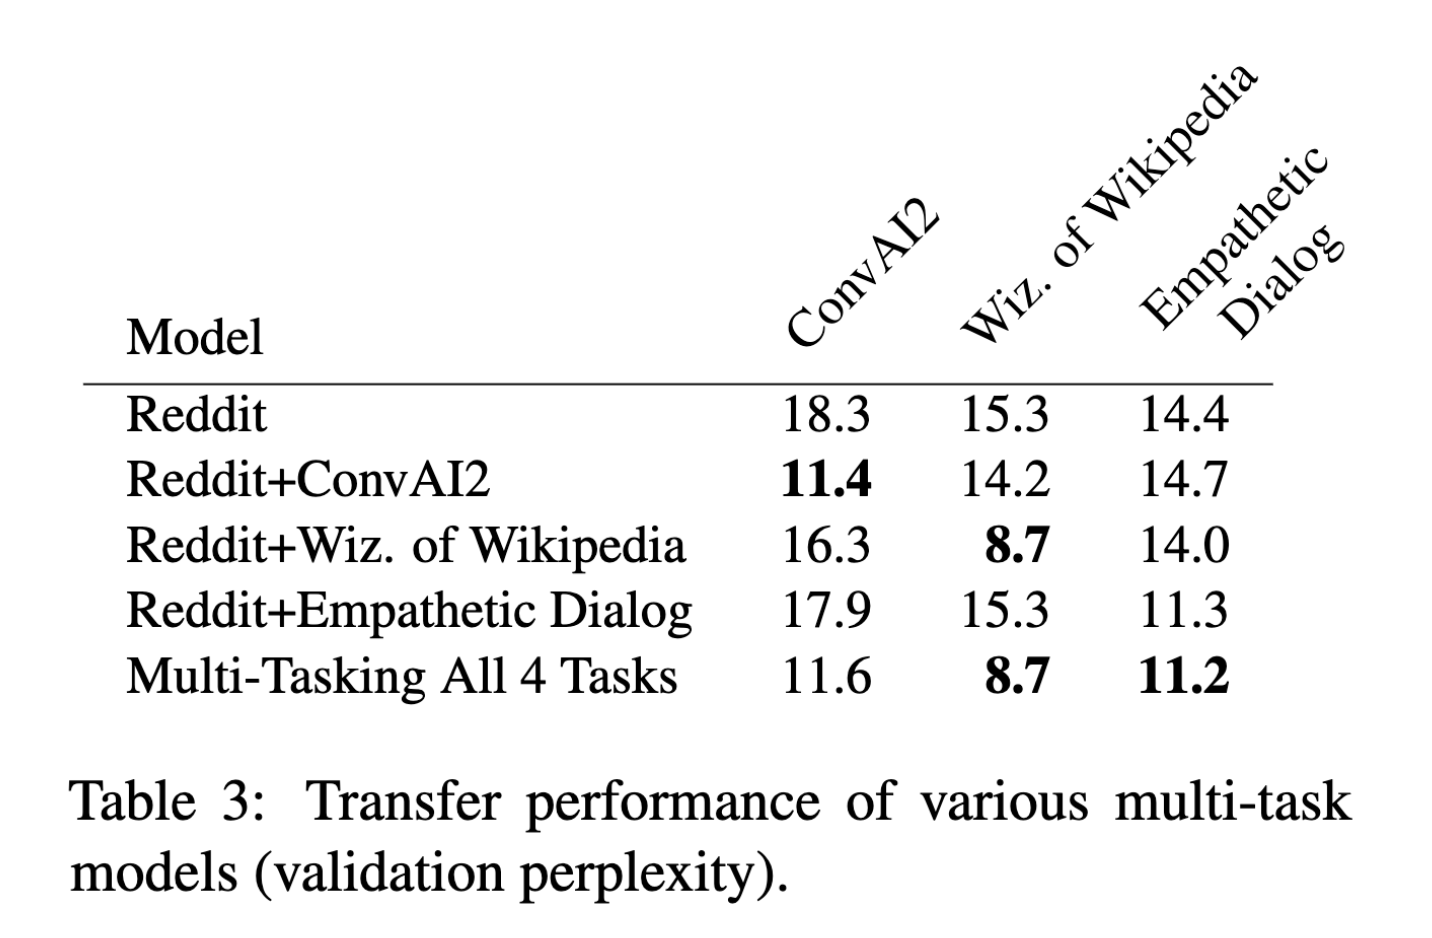 Model ConvAI2 Wiz. of Wikipedia Empathetic Dialog
Reddit 18.3 15.3 14.4
Reddit+ConvAI2 11.4 14.2 14.7
Reddit+Wiz. of Wikipedia 16.3 8.7 14.0
Reddit+Empathetic Dialog 17.9 15.3 11.3
Multi-Tasking All 4 Tasks 11.6 8.7 11.2
Table 3: Transfer performance of various multi-task
models (validation perplexity).